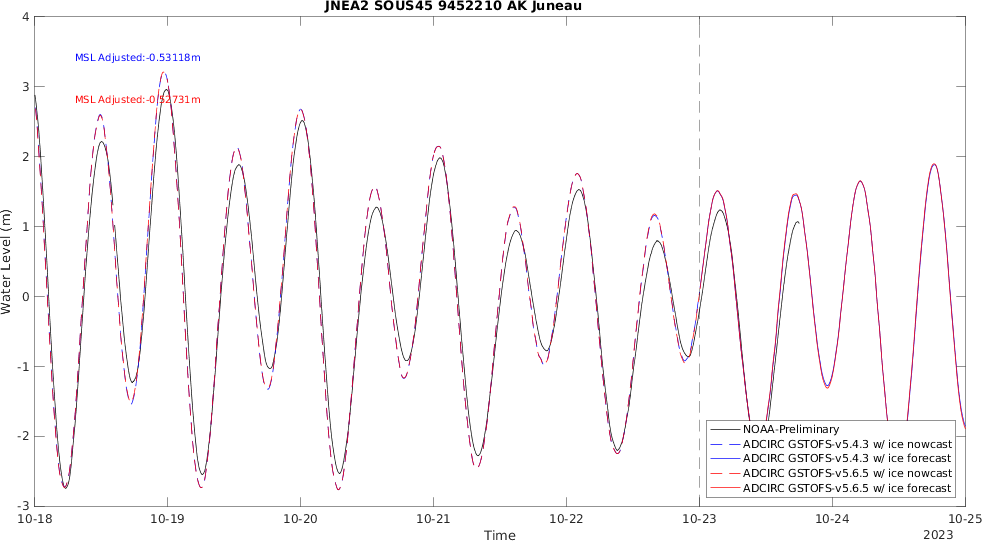 JNEA2 SOUS45 9452210 AK Juneau
MSL Adjusted:-0.53118m
MSL Adjusted:-0.52731m
4
3
2
1
0
-1
-2
-3
Water Level (m)
10-18
10-19
10-20
10-21
10-22
10-23
10-24
10-25
Time
2023
NOAA-Preliminary
ADCIRC GSTOFS-v5.4.3 w/ ice nowcast
ADCIRC GSTOFS-v5.4.3 w/ ice forecast
ADCIRC GSTOFS-v5.6.5 w/ ice nowcast
ADCIRC GSTOFS-v5.6.5 w/ ice forecast